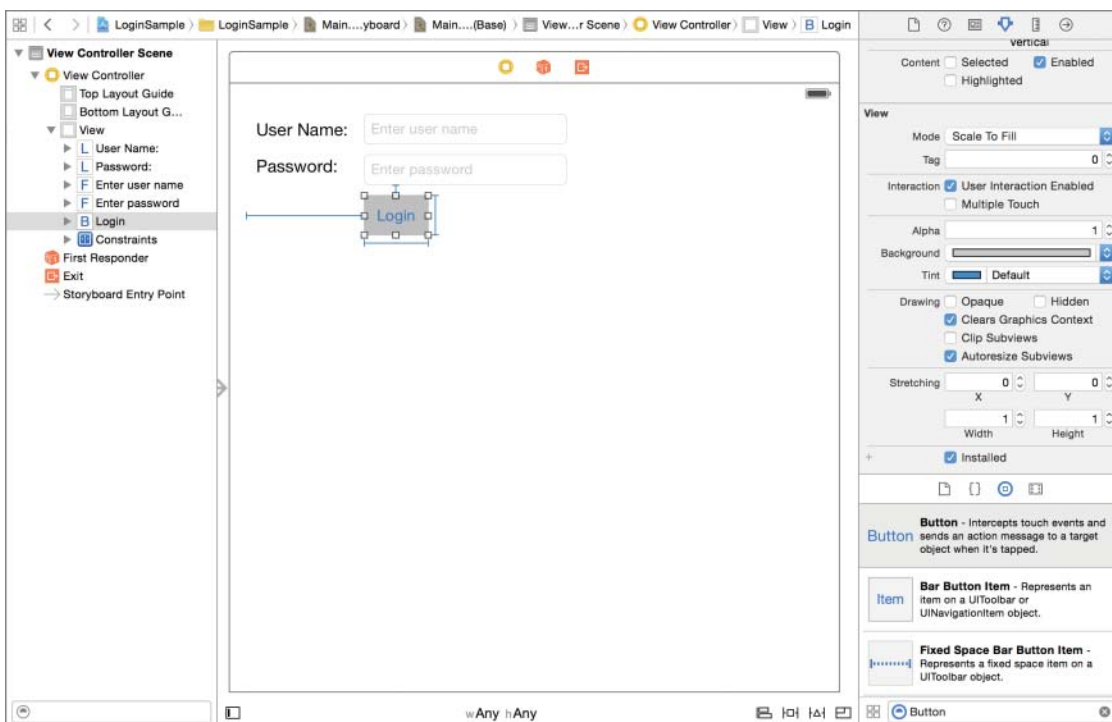 LoginSample
LoginSample
Main....yboard
Main....(Base)
View...r Scene
View Controller
View
B Login
View Controller Scene
View Controller
Top Layout Guide
Bottom Layout G...
View
L User Name:
L Password:
F Enter user name
F Enter password
B Login
Constraints
First Responder
Exit
Storyboard Entry Point
User Name:
Enter user name
Password:
Enter password
Login
wAny hAny
Vertical
Content Selected Enabled
Highlighted
View
Mode Scale To Fill
Tag 0
Interaction User Interaction Enabled
Multiple Touch
Alpha 1
Background
Tint Default
Drawing Opaque Hidden
Clears Graphics Context
Clip Subviews
Autoresize Subviews
Stretching 0 0
X Y
1 1
Width Height
+ Installed
Button
Button - Intercepts touch events and
sends an action message to a target
object when it's tapped.
Item
Bar Button Item - Represents an
item on a UIToolbar or
UINavigationItem object.
Fixed Space Bar Button Item -
Represents a fixed space item on a
UIToolbar object.
Button